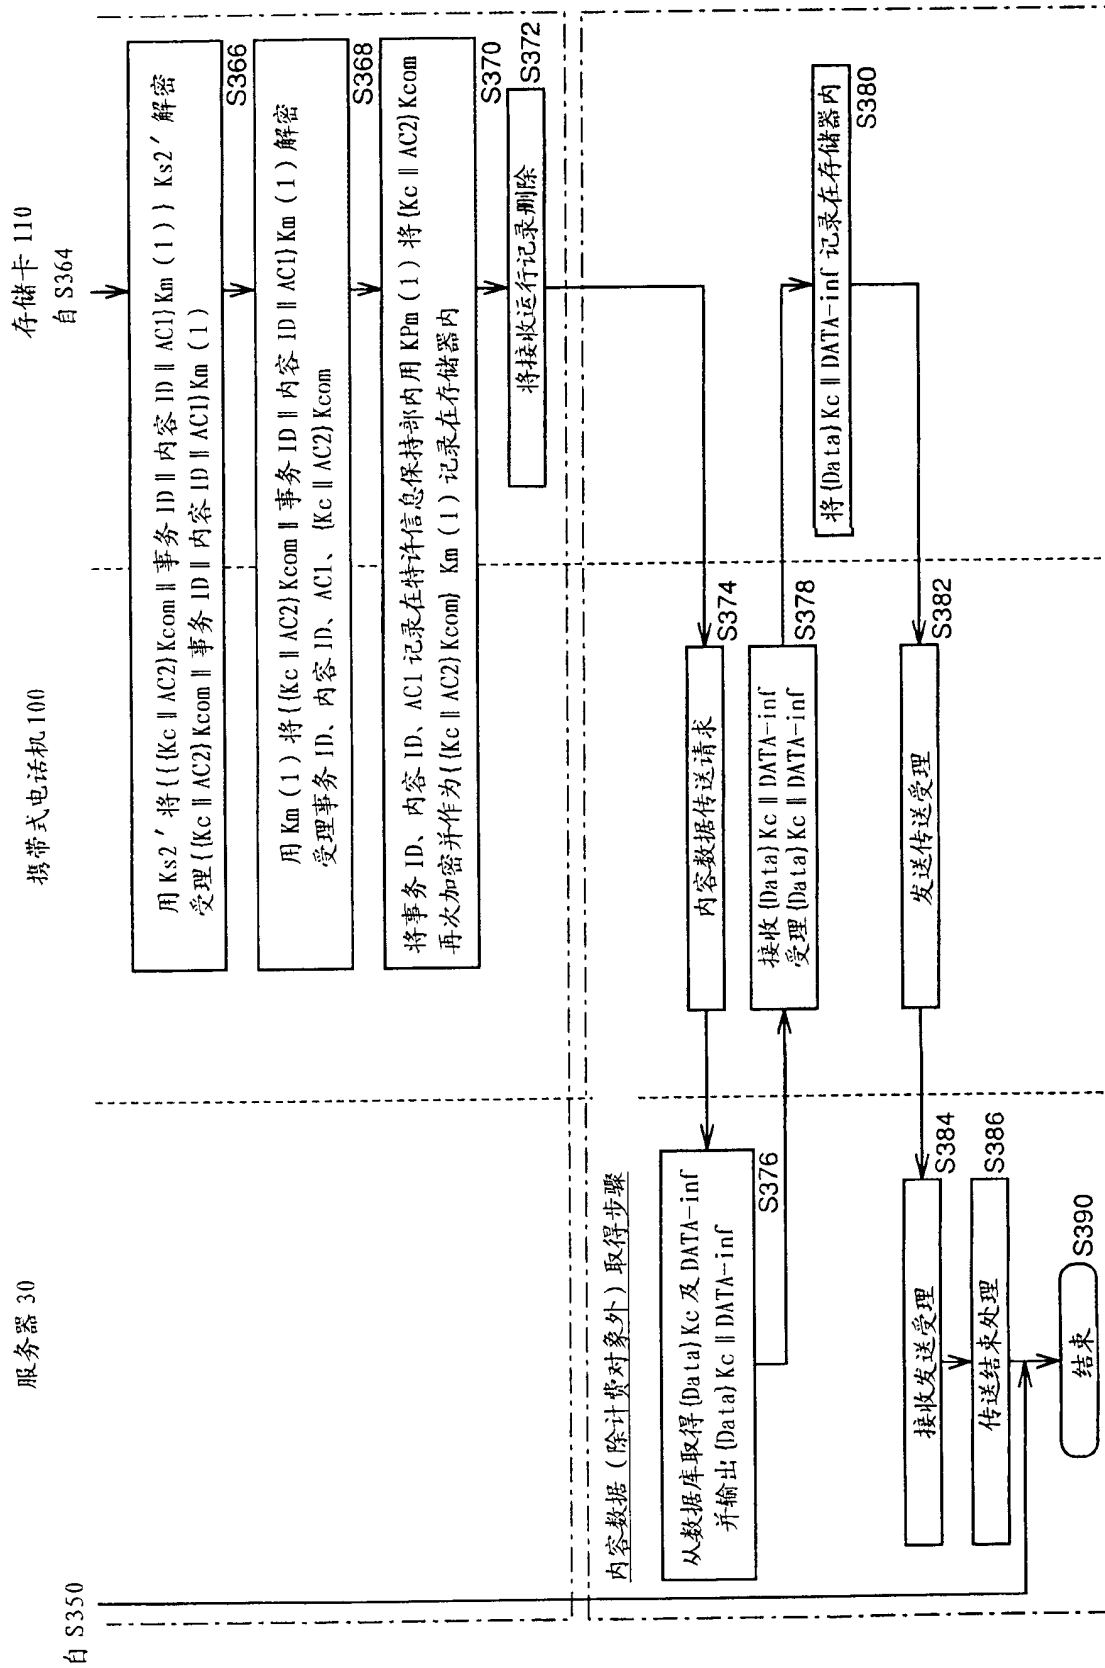 服务器 30
携带式电话机100
存储卡 110
自 S350
自 S364
用Ks2′将{{{{Kc ‖ AC2}Kcom ‖ 事务 ID ‖ 内容 ID ‖ AC1}Km (1)} Ks2′解密
受理{{{Kc ‖ AC2}Kcom ‖ 事务 ID ‖ 内容 ID ‖ AC1}Km (1)
S366
用Km (1) 将{{{Kc ‖ AC2}Kcom ‖ 事务 ID ‖ 内容 ID ‖ AC1}Km (1)解密
受理事务 ID、内容 ID、AC1、{Kc ‖ AC2}Kcom
S368
将事务 ID、内容 ID、AC1 记录在特许信息保持部内用 KPm (1) 将{Kc ‖ AC2}Kcom
再次加密并作为{{Kc ‖ AC2}Kcom} Km (1) 记录在存储器内
S370
将接收运行记录删除
S372
内容数据 (除计费对象外) 取得步骤
内容数据传送请求
S374
从数据库取得{Data}Kc 及 DATA-inf
并输出{Data}Kc ‖ DATA-inf
S376
接收{Data}Kc ‖ DATA-inf
受理{Data}Kc ‖ DATA-inf
S378
将{Data}Kc ‖ DATA-inf 记录在存储器内
S380
发送传送受理
S382
接收发送受理
S384
传送结束处理
S386
结束
S390